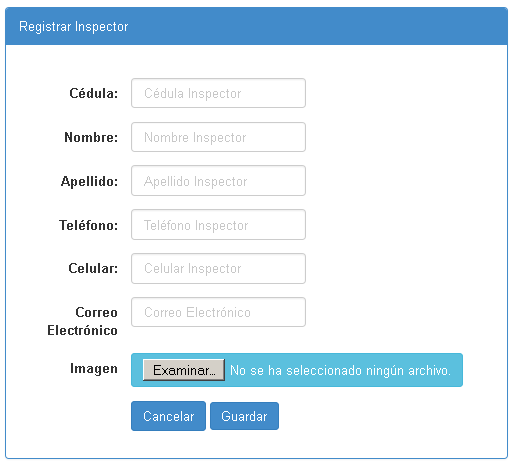 Registrar Inspector
Cédula: Cédula Inspector
Nombre: Nombre Inspector
Apellido: Apellido Inspector
Teléfono: Teléfono Inspector
Celular: Celular Inspector
Correo Electrónico Correo Electrónico
Imagen Examinar... No se ha seleccionado ningún archivo.
Cancelar Guardar